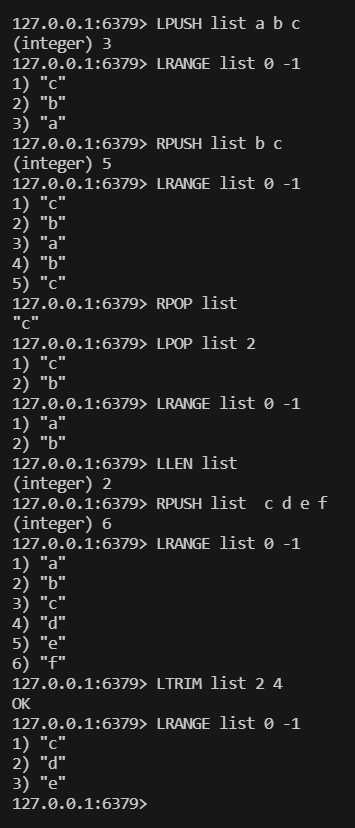 127.0.0.1:6379> LPUSH list a b c
(integer) 3
127.0.0.1:6379> LRANGE list 0 -1
1) "c"
2) "b"
3) "a"
127.0.0.1:6379> RPUSH list b c
(integer) 5
127.0.0.1:6379> LRANGE list 0 -1
1) "c"
2) "b"
3) "a"
4) "b"
5) "c"
127.0.0.1:6379> RPOP list
"c"
127.0.0.1:6379> LPOP list 2
1) "c"
2) "b"
127.0.0.1:6379> LRANGE list 0 -1
1) "a"
2) "b"
127.0.0.1:6379> LLEN list
(integer) 2
127.0.0.1:6379> RPUSH list  c d e f
(integer) 6
127.0.0.1:6379> LRANGE list 0 -1
1) "a"
2) "b"
3) "c"
4) "d"
5) "e"
6) "f"
127.0.0.1:6379> LTRIM list 2 4
OK
127.0.0.1:6379> LRANGE list 0 -1
1) "c"
2) "d"
3) "e"
127.0.0.1:6379>